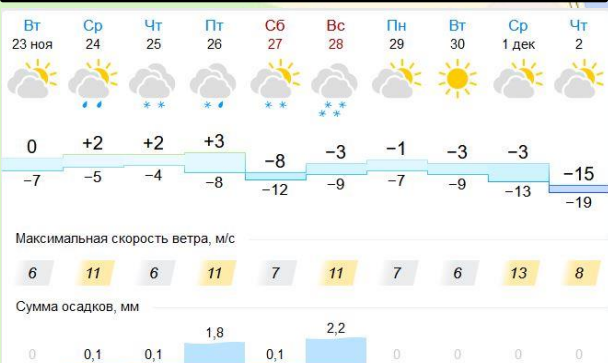 Вт Ср Чт Пт Сб Вс Пн Вт Ср Чт
23 ноя 24 25 26 27 28 29 30 1 дек 2
0 +2 +2 +3 −8 −3 −1 −3 −3 −15
−7 −5 −4 −8 −12 −9 −7 −9 −13 −19
Максимальная скорость ветра, м/с
6 11 6 11 7 11 7 6 13 8
Сумма осадков, мм
0 0,1 0,1 1,8 0,1 2,2 0 0 0 0